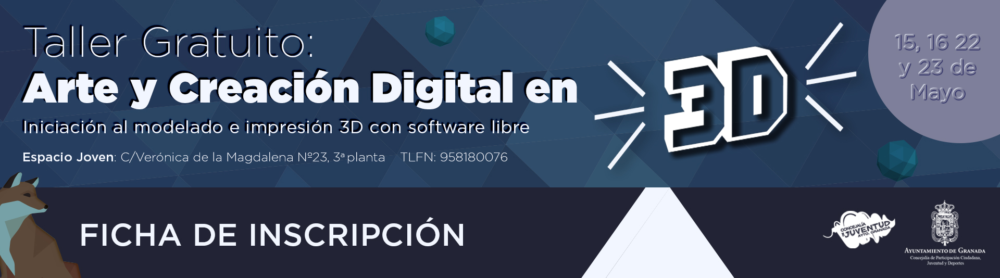 Taller Gratuito:
Arte y Creación Digital en
3D
Iniciación al modelado e impresión 3D con software libre
Espacio Joven: C/Verónica de la Magdalena Nº23, 3ª planta TLFN: 958180076
15, 16 22
y 23 de
Mayo
FICHA DE INSCRIPCIÓN
CONCEJALÍA
DE JUVENTUD
AYTO. GRANADA
AYUNTAMIENTO DE GRANADA
Concejalía de Participación Ciudadana,
Juventud y Deportes